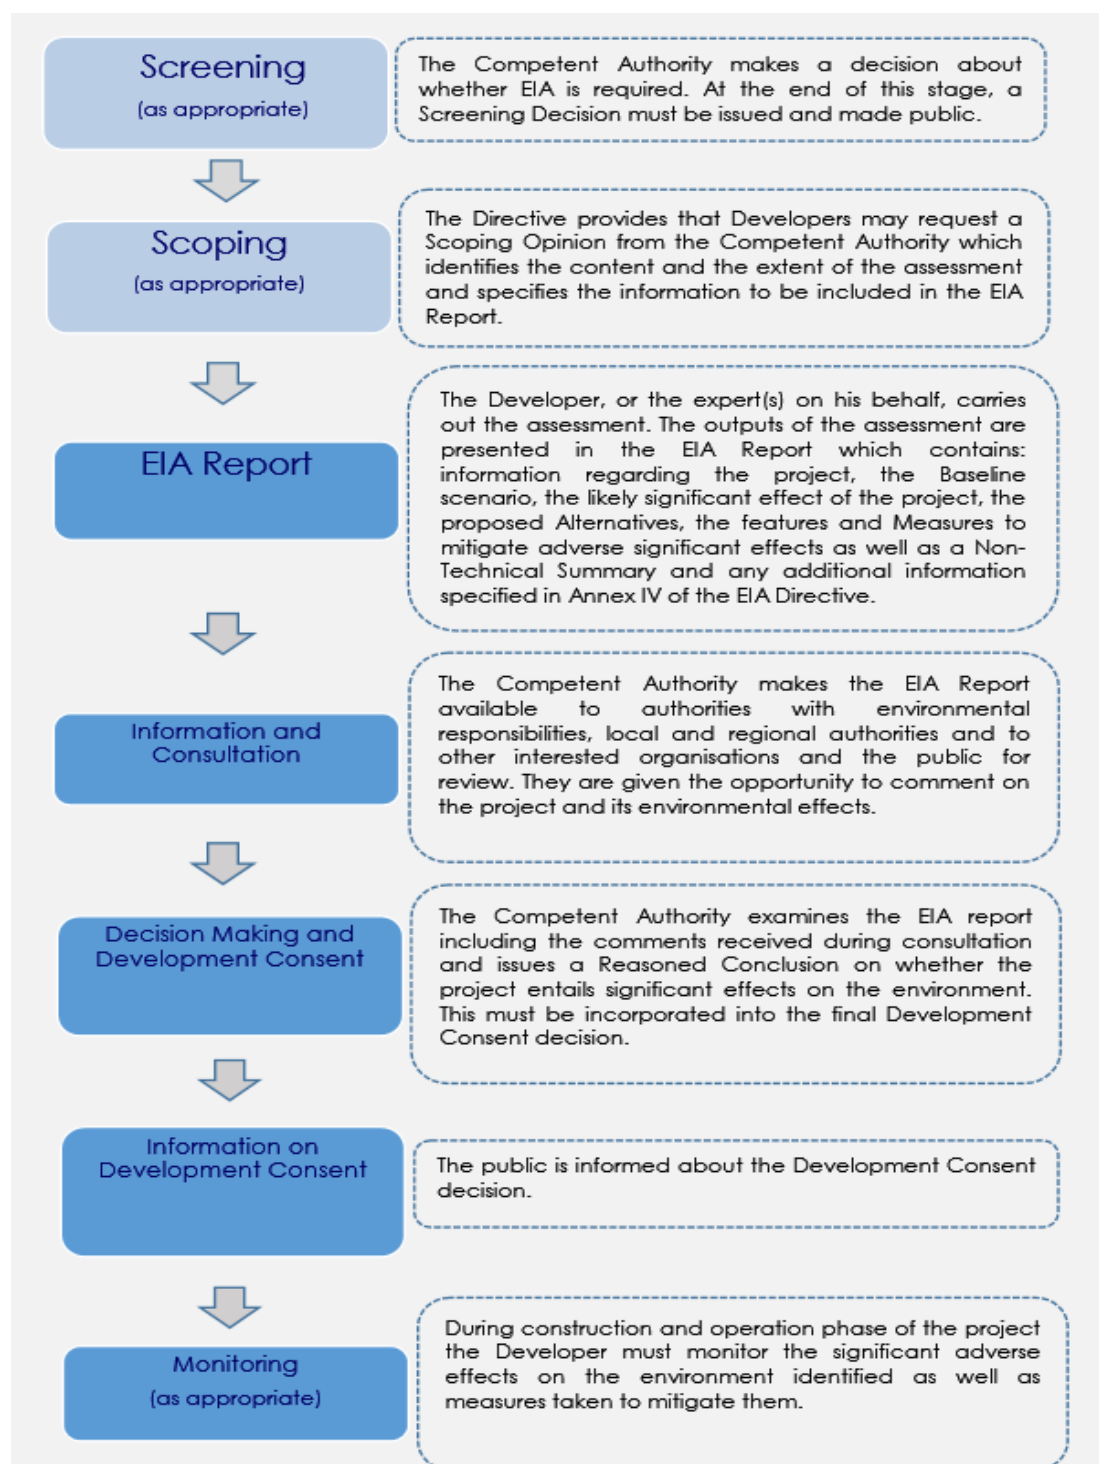 Screening
(as appropriate)
The Competent Authority makes a decision about
whether EIA is required. At the end of this stage, a
Screening Decision must be issued and made public.
Scoping
(as appropriate)
The Directive provides that Developers may request a
Scoping Opinion from the Competent Authority which
identifies the content and the extent of the assessment
and specifies the information to be included in the EIA
Report.
EIA Report
The Developer, or the expert(s) on his behalf, carries
out the assessment. The outputs of the assessment are
presented in the EIA Report which contains:
information regarding the project, the Baseline
scenario, the likely significant effect of the project, the
proposed Alternatives, the features and Measures to
mitigate adverse significant effects as well as a Non-
Technical Summary and any additional information
specified in Annex IV of the EIA Directive.
Information and
Consultation
The Competent Authority makes the EIA Report
available to authorities with environmental
responsibilities, local and regional authorities and to
other interested organisations and the public for
review. They are given the opportunity to comment on
the project and its environmental effects.
Decision Making and
Development Consent
The Competent Authority examines the EIA report
including the comments received during consultation
and issues a Reasoned Conclusion on whether the
project entails significant effects on the environment.
This must be incorporated into the final Development
Consent decision.
Information on
Development Consent
The public is informed about the Development Consent
decision.
Monitoring
(as appropriate)
During construction and operation phase of the project
the Developer must monitor the significant adverse
effects on the environment identified as well as
measures taken to mitigate them.